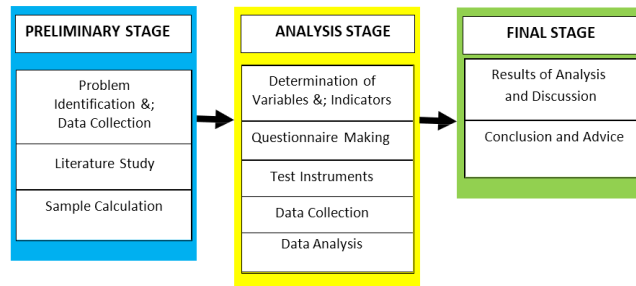 PRELIMINARY STAGE
Problem
Identification &;
Data Collection
Literature Study
Sample Calculation
ANALYSIS STAGE
Determination of
Variables &; Indicators
Questionnaire Making
Test Instruments
Data Collection
Data Analysis
FINAL STAGE
Results of Analysis
and Discussion
Conclusion and Advice